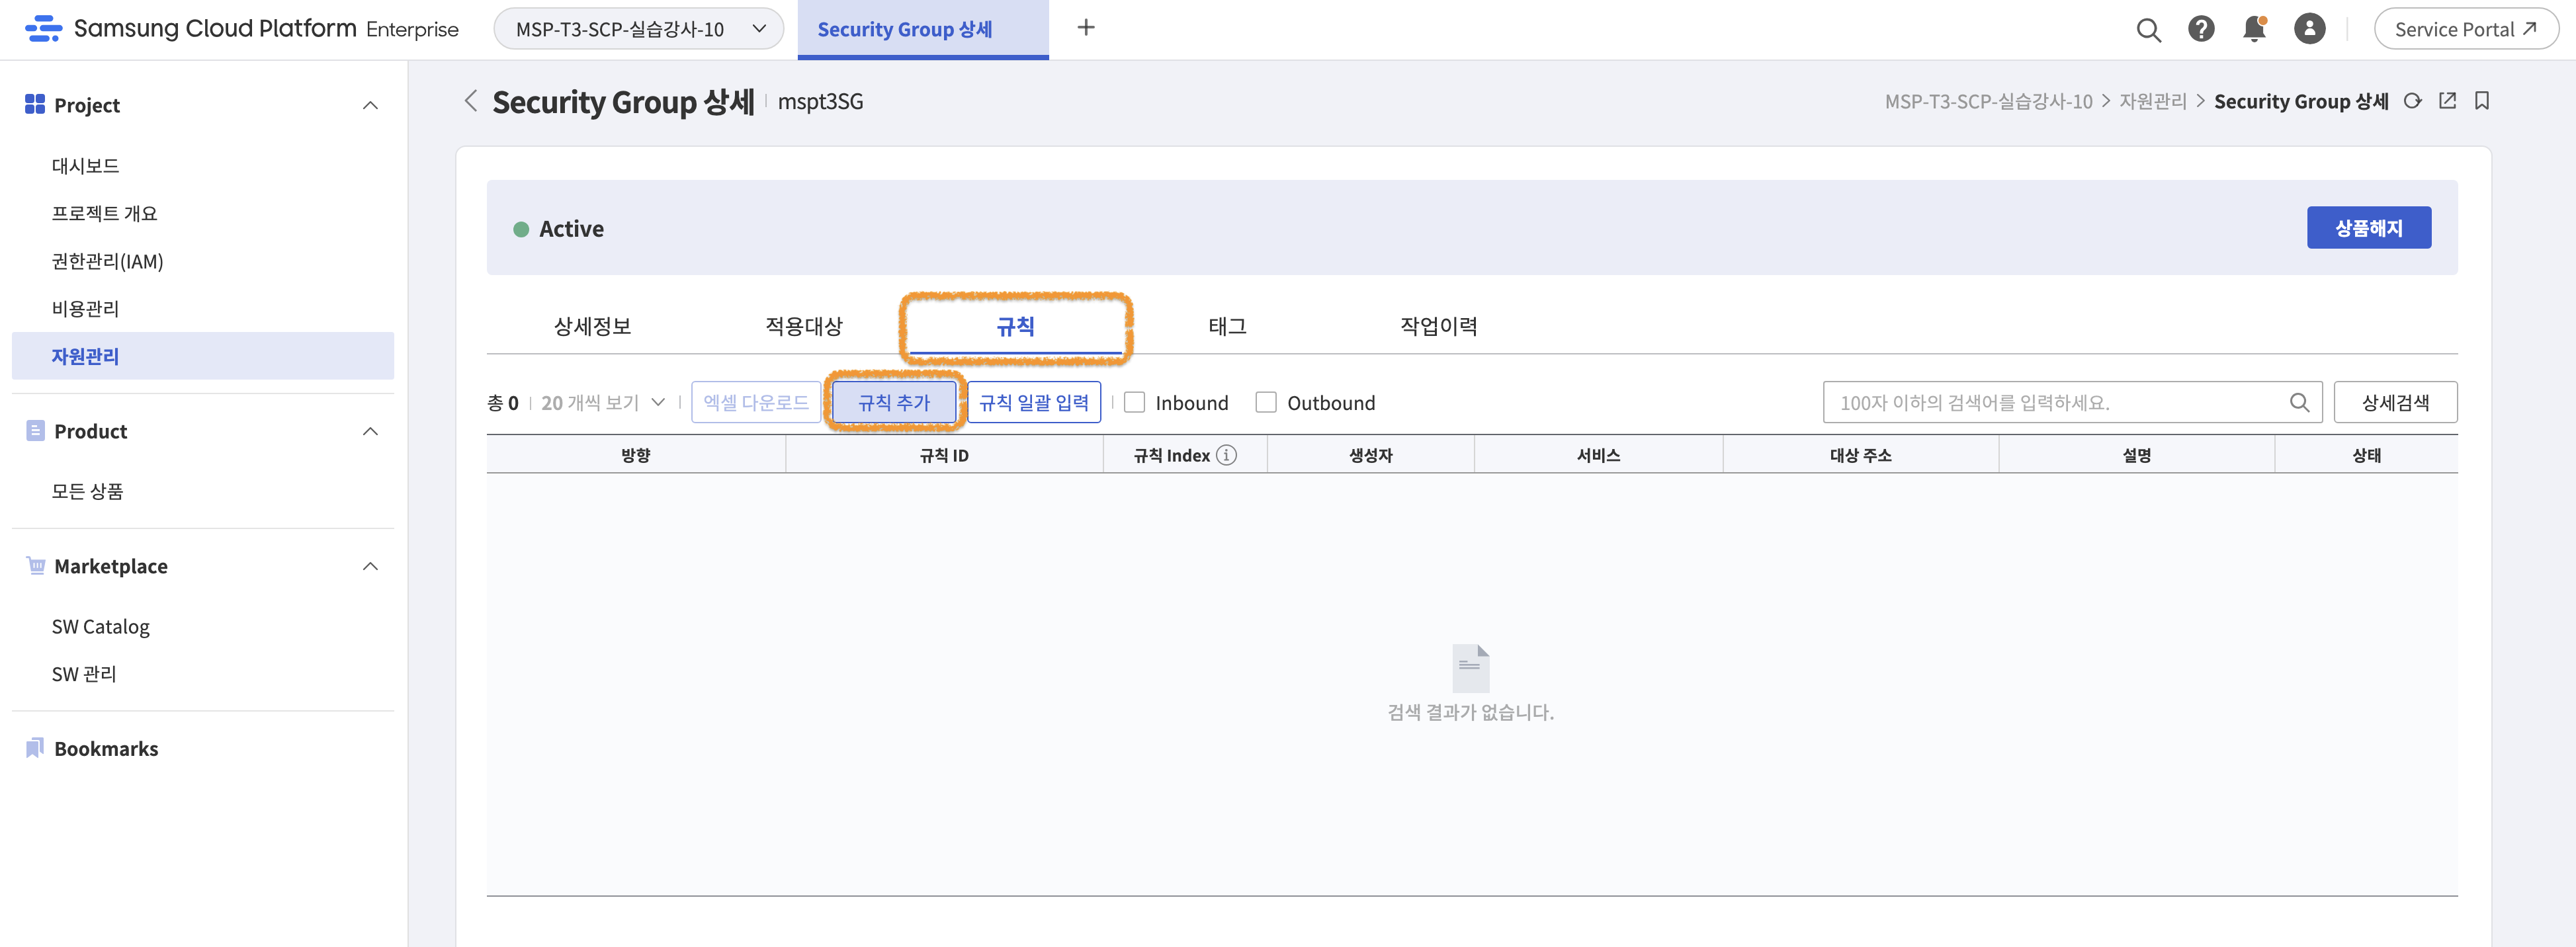 Samsung Cloud Platform Enterprise
MSP-T3-SCP-실습강사-10
Security Group 상세
Service Portal
Project
대시보드
프로젝트 개요
권한관리(IAM)
비용관리
자원관리
Product
모든 상품
Marketplace
SW Catalog
SW 관리
Bookmarks
Security Group 상세 mspt3SG
MSP-T3-SCP-실습강사-10 > 자원관리 > Security Group 상세
Active
상품해지
상세정보 적용대상 규칙 태그 작업이력
총 0 20 개씩 보기 엑셀 다운로드 규칙 추가 규칙 일괄 입력 Inbound Outbound 100자 이하의 검색어를 입력하세요. 상세검색
방향 규칙 ID 규칙 Index 생성자 서비스 대상 주소 설명 상태
검색 결과가 없습니다.